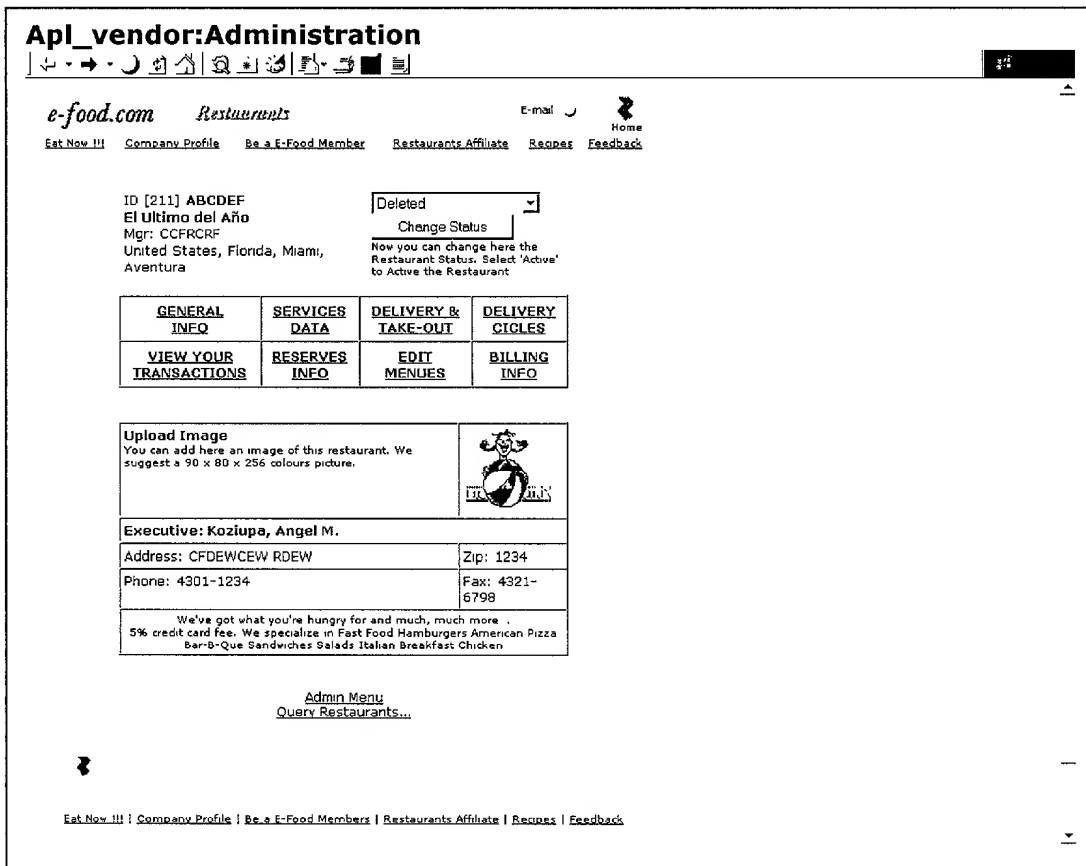 Apl_vendor:Administration
e-food.com Restaurants E-mail
Home
Eat Now !!! Company Profile Be a E-Food Member Restaurants Affiliate Recipes Feedback
ID [211] ABCDEF
El Ultimo del Año
Mgr: CCFRCRF
United States, Florida, Miami,
Aventura
Deleted
Change Status
Now you can change here the
Restaurant Status. Select 'Active'
to Active the Restaurant
GENERAL INFO SERVICES DATA DELIVERY & TAKE-OUT DELIVERY CICLES
VIEW YOUR TRANSACTIONS RESERVES INFO EDIT MENUES BILLING INFO
Upload Image
You can add here an image of this restaurant. We
suggest a 90 x 80 x 256 colours picture.
Executive: Koziupa, Angel M.
Address: CFDEWCEW RDEW Zip: 1234
Phone: 4301-1234 Fax: 4321-
6798
We've got what you're hungry for and much, much more .
5% credit card fee. We specialize in Fast Food Hamburgers American Pizza
Bar-B-Que Sandwiches Salads Italian Breakfast Chicken
Admin Menu
Query Restaurants...
Eat Now !!! | Company Profile | Be a E-Food Members | Restaurants Affiliate | Recipes | Feedback